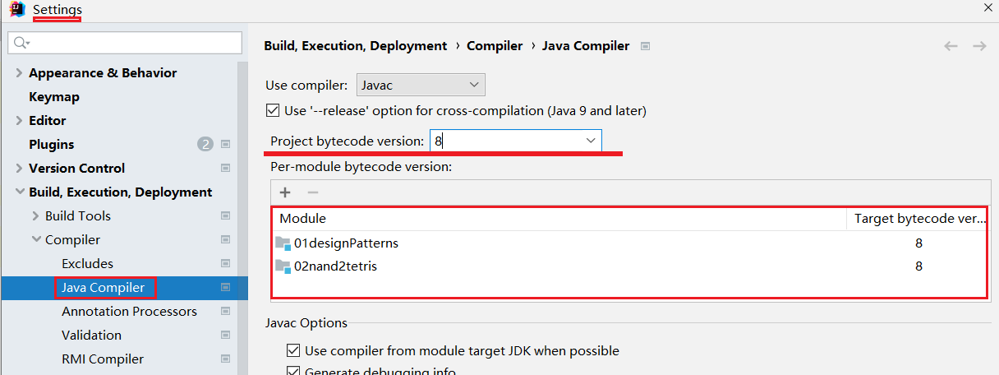 Settings
Build, Execution, Deployment › Compiler › Java Compiler
Appearance & Behavior
Keymap
Editor
Plugins 2
Version Control
Build, Execution, Deployment
Build Tools
Compiler
Excludes
Java Compiler
Annotation Processors
Validation
RMI Compiler
Use compiler: Javac
Use '--release' option for cross-compilation (Java 9 and later)
Project bytecode version: 8
Per-module bytecode version:
Module Target bytecode ver...
01designPatterns 8
02nand2tetris 8
Javac Options
Use compiler from module target JDK when possible
Generate debugging info